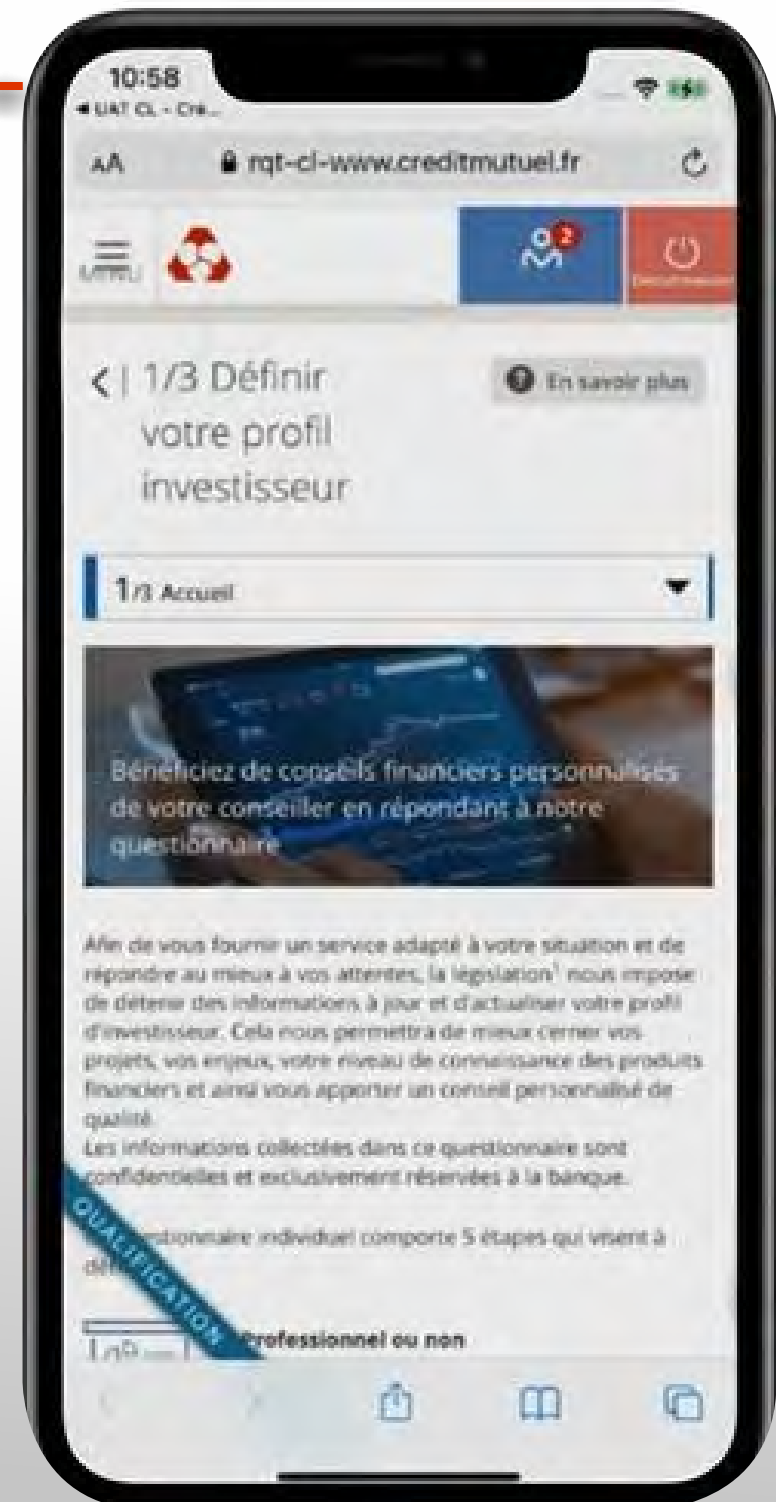 10:58
◀ UAT CL - Cré...
AA rqt-cl-www.creditmutuel.fr
MENU
2
1/3 Définir
votre profil
investisseur
? En savoir plus
1/3 Accueil
Bénéficiez de conseils financiers personnalisés
de votre conseiller en répondant à notre
questionnaire
Afin de vous fournir un service adapté à votre situation et de
répondre au mieux à vos attentes, la législation¹ nous impose
de détenir des informations à jour et d'actualiser votre profil
d'investisseur. Cela nous permettra de mieux cerner vos
projets, vos enjeux, votre niveau de connaissance des produits
financiers et ainsi vous apporter un conseil personnalisé de
qualité.
Les informations collectées dans ce questionnaire sont
confidentielles et exclusivement réservées à la banque.
individuel comporte 5 étapes qui visent à
QUALIFICATION
Professionnel ou non